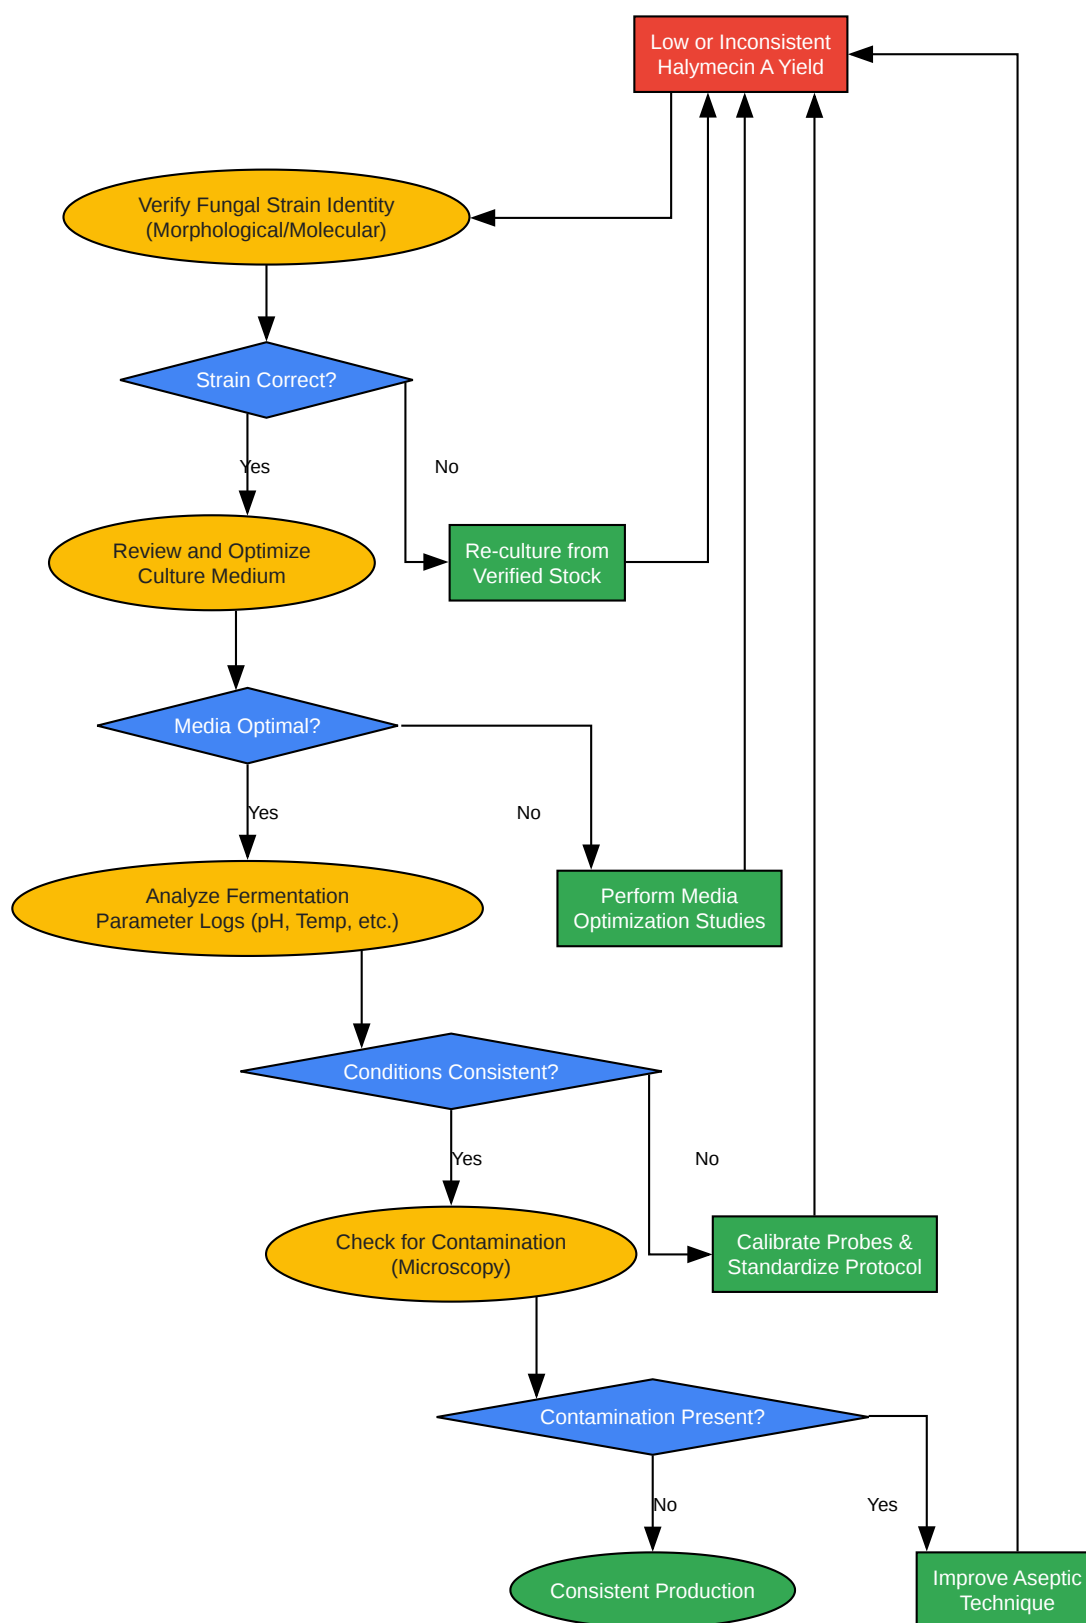 Low or Inconsistent
Halymecin A Yield
Verify Fungal Strain Identity
(Morphological/Molecular)
Strain Correct?
Yes
No
Review and Optimize
Culture Medium
Re-culture from
Verified Stock
Media Optimal?
Yes
No
Analyze Fermentation
Parameter Logs (pH, Temp, etc.)
Perform Media
Optimization Studies
Conditions Consistent?
Yes
No
Check for Contamination
(Microscopy)
Calibrate Probes &
Standardize Protocol
Contamination Present?
No
Yes
Consistent Production
Improve Aseptic
Technique